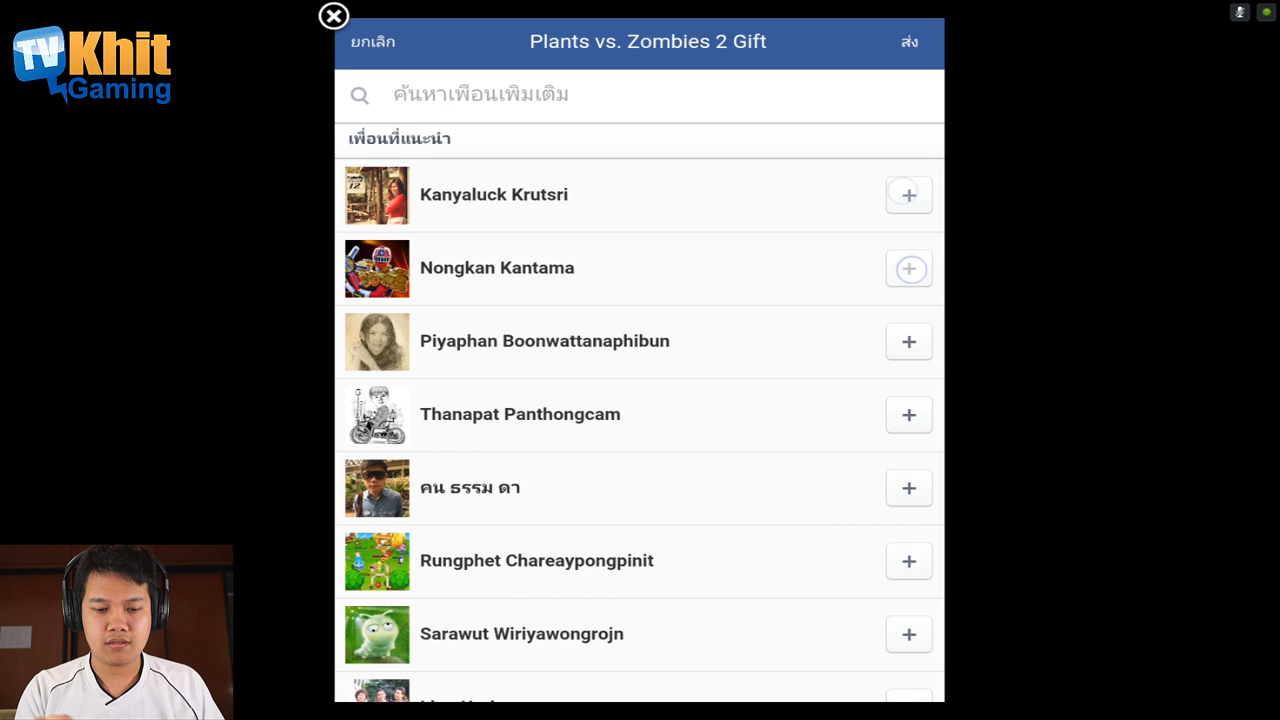 TV Khit
Gaming
ยกเลิก
Plants vs. Zombies 2 Gift
ส่ง
ค้นหาเพื่อนเพิ่มเติม
เพื่อนที่แนะนำ
Kanyaluck Krutsri
Nongkan Kantama
Piyaphan Boonwattanaphibun
Thanapat Panthongcam
คน ธรรม ดา
Rungphet Chareaypongpinit
Sarawut Wiriyawongrojn